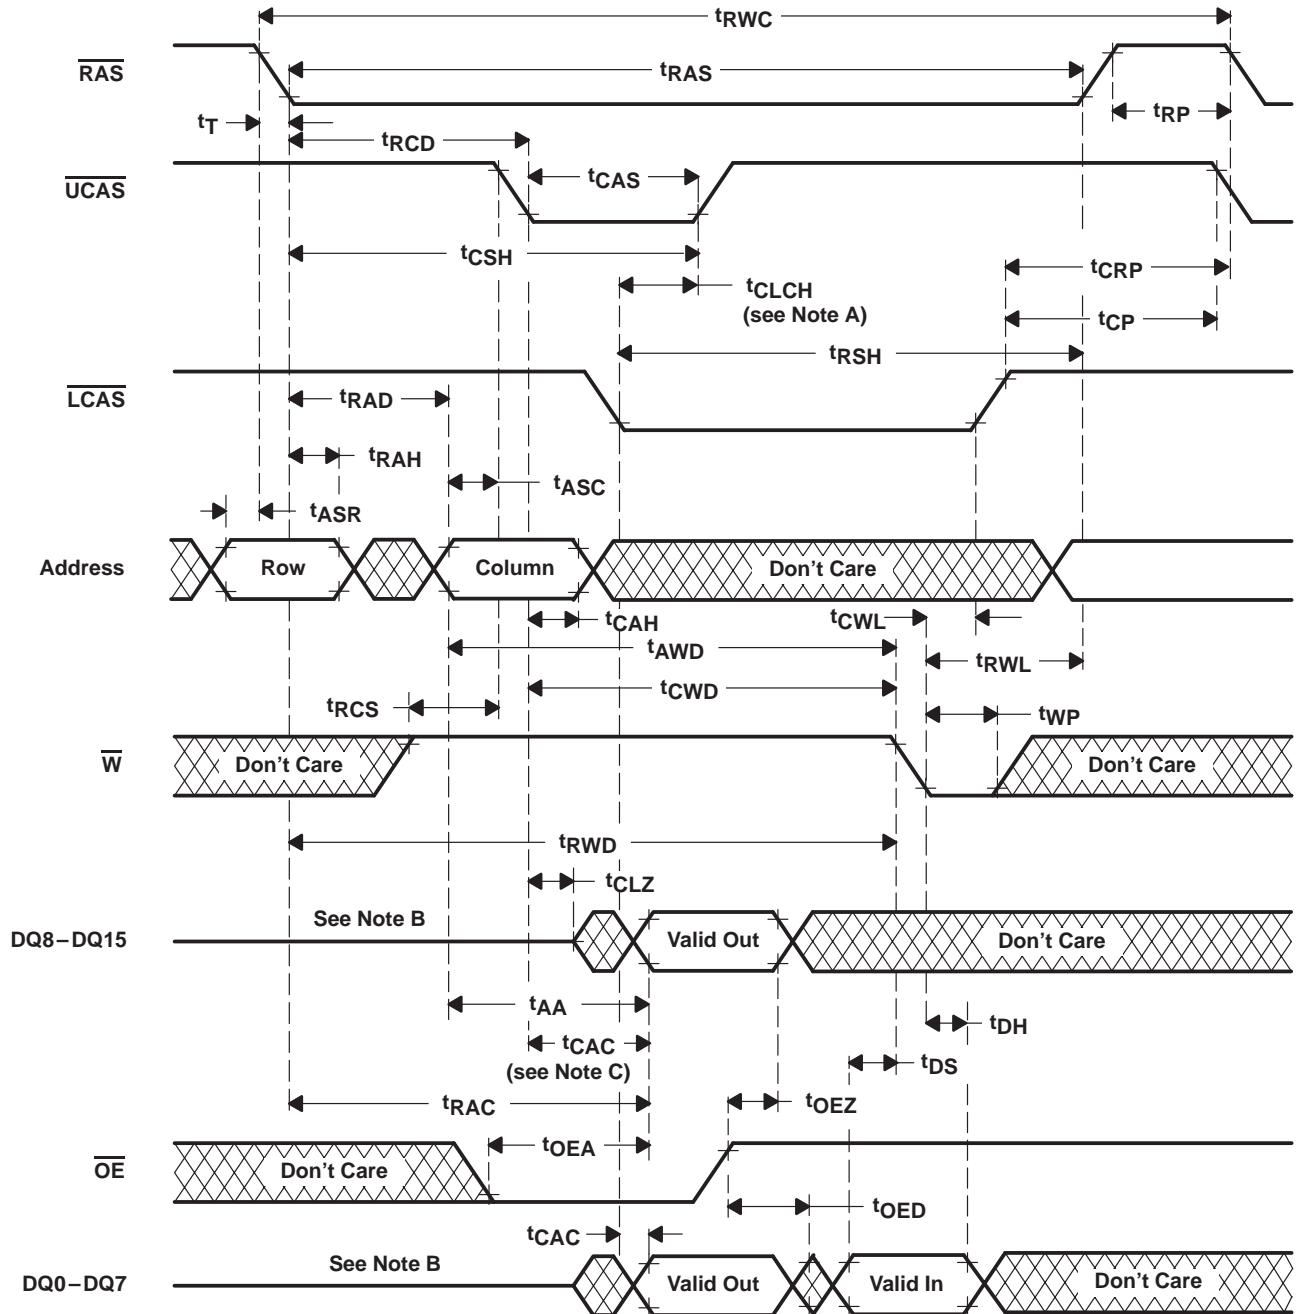 tRWC
RAS
tRAS
tT
tRP
tRCD
UCAS
tCAS
tCSH
tCRP
tCLCH
(see Note A)
tCP
tRSH
LCAS
tRAD
tRAH
tASC
tASR
Address
Row
Column
Don't Care
tCAH
tCWL
tAWD
tRWL
tCWD
tRCS
tWP
W
Don't Care
Don't Care
tRWD
tCLZ
See Note B
DQ8–DQ15
Valid Out
Don't Care
tAA
tDH
tCAC
(see Note C)
tDS
tRAC
tOEZ
tOEA
OE
Don't Care
tOED
tCAC
See Note B
DQ0–DQ7
Valid Out
Valid In
Don't Care